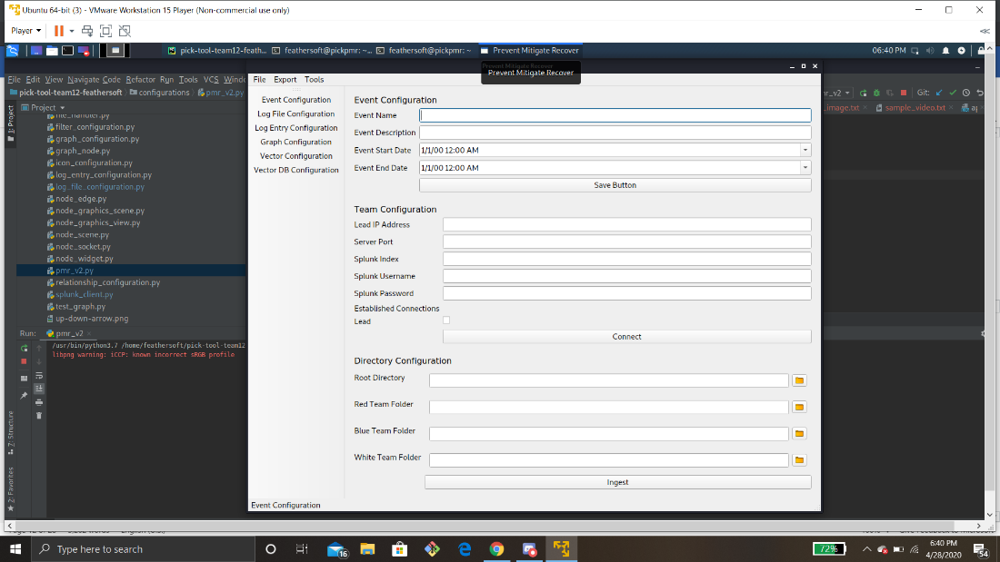 Ubuntu 64-bit (3) - VMware Workstation 15 Player (Non-commercial use only)
Player
pick-tool-team12-feath...
feathersoft@pickpmr: ~...
feathersoft@pickpmr: ~
Prevent Mitigate Recover
06:40 PM
Prevent Mitigate Recover
File Edit View Navigate Code Refactor Run Tools VCS Windo
pick-tool-team12-feathersoft
configurations
pmr_v2.py
Git:
image.txt
sample_video.txt
1: Project
Project
file_handler.py
filter_configuration.py
graph_configuration.py
graph_node.py
icon_configuration.py
log_entry_configuration.py
log_file_configuration.py
node_edge.py
node_graphics_scene.py
node_graphics_view.py
node_scene.py
node_socket.py
node_widget.py
pmr_v2.py
relationship_configuration.py
splunk_client.py
test_graph.py
up-down-arrow.png
Run:
pmr_v2
/usr/bin/python3.7 /home/feathersoft/pick-tool-team12
libpng warning: iCCP: known incorrect sRGB profile
7: Structure
2: Favorites
File Export Tools
Event Configuration
Log File Configuration
Log Entry Configuration
Graph Configuration
Vector Configuration
Vector DB Configuration
Event Configuration
Event Name
Event Description
Event Start Date
1/1/00 12:00 AM
Event End Date
1/1/00 12:00 AM
Save Button
Team Configuration
Lead IP Address
Server Port
Splunk Index
Splunk Username
Splunk Password
Established Connections
Lead
Connect
Directory Configuration
Root Directory
Red Team Folder
Blue Team Folder
White Team Folder
Ingest
Event Configuration
Type here to search
16
72%
6:40 PM
4/28/2020
54